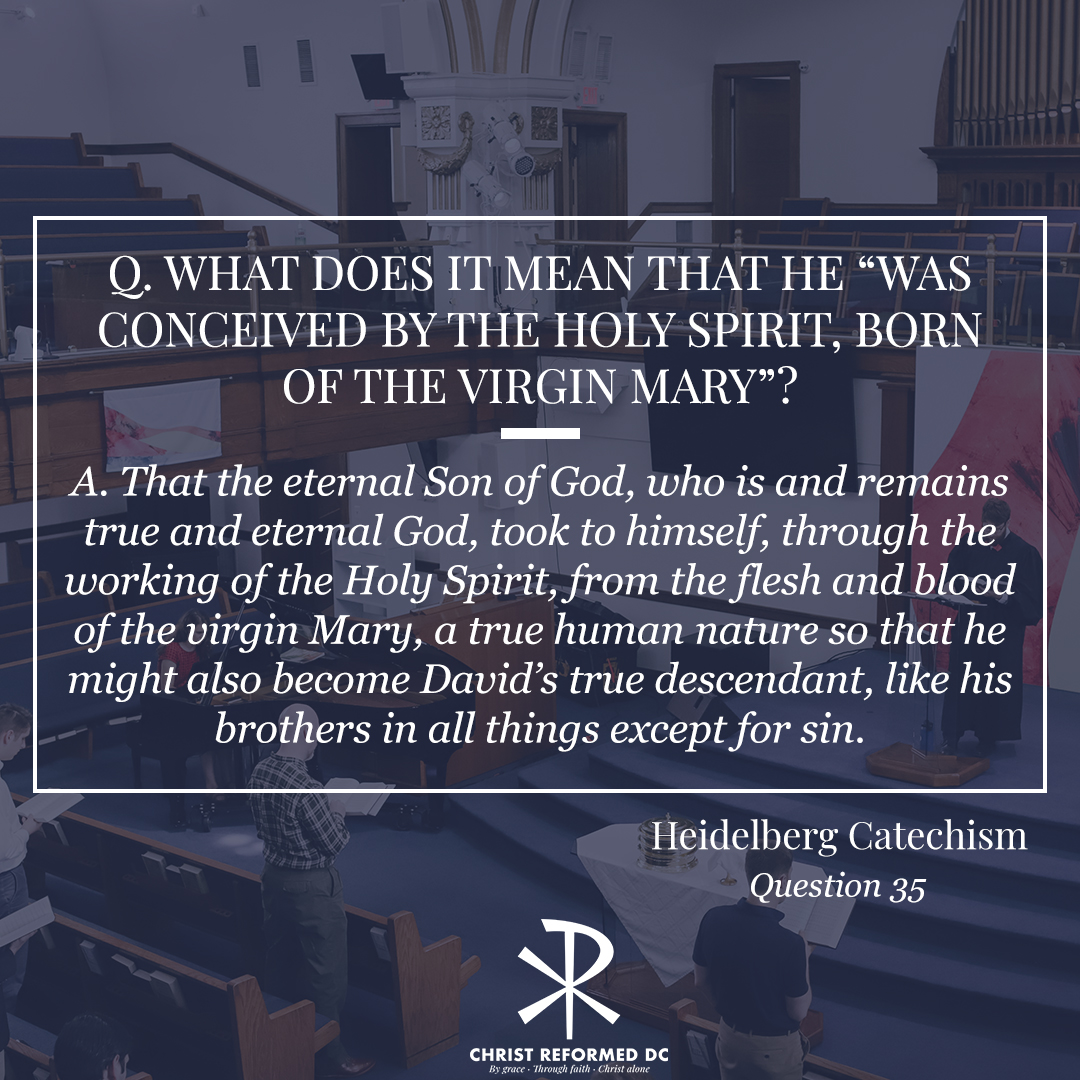 Q. WHAT DOES IT MEAN THAT HE “WAS
CONCEIVED BY THE HOLY SPIRIT, BORN
OF THE VIRGIN MARY”?
A. That the eternal Son of God, who is and remains
true and eternal God, took to himself, through the
working of the Holy Spirit, from the flesh and blood
of the virgin Mary, a true human nature so that he
might also become David’s true descendant, like his
brothers in all things except for sin.
Heidelberg Catechism
Question 35
CHRIST REFORMED DC
By grace · Through faith · Christ alone